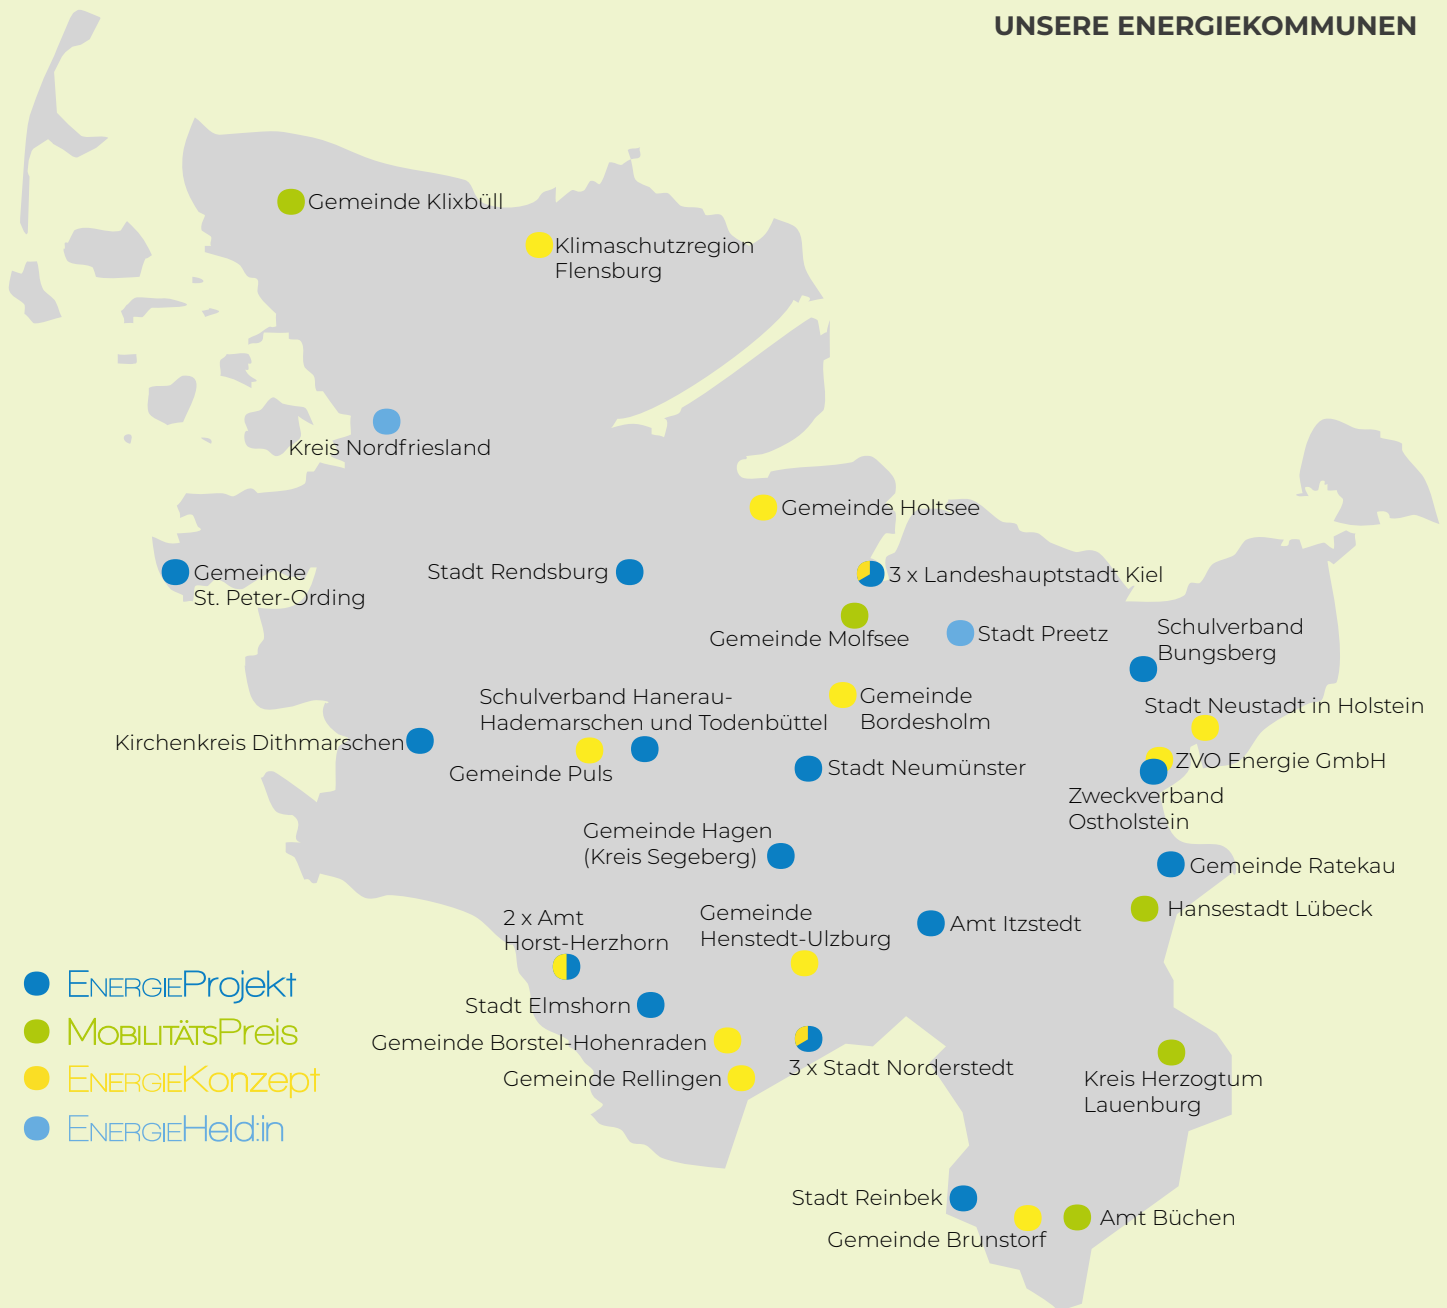 UNSERE ENERGIEKOMMUNEN
Gemeinde Klixbüll
Klimaschutzregion
Flensburg
Kreis Nordfriesland
Gemeinde Holtsee
Gemeinde
St. Peter-Ording
Stadt Rendsburg
3 x Landeshauptstadt Kiel
Gemeinde Molfsee
Stadt Preetz
Schulverband
Bungsberg
Schulverband Hanerau-
Hademarschen und Todenbüttel
Gemeinde
Bordesholm
Stadt Neustadt in Holstein
Kirchenkreis Dithmarschen
Gemeinde Puls
Stadt Neumünster
ZVO Energie GmbH
Zweckverband
Ostholstein
Gemeinde Hagen
(Kreis Segeberg)
Gemeinde Ratekau
2 x Amt
Horst-Herzhorn
Gemeinde
Henstedt-Ulzburg
Amt Itzstedt
Hansestadt Lübeck
Stadt Elmshorn
Gemeinde Borstel-Hohenraden
Gemeinde Rellingen
3 x Stadt Norderstedt
Kreis Herzogtum
Lauenburg
Stadt Reinbek
Gemeinde Brunstorf
Amt Büchen
ENERGIEProjekt
MOBILITÄTSPreis
ENERGIEKonzept
ENERGIEHeld:in